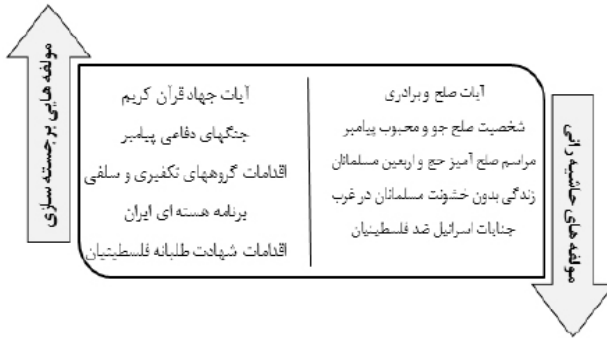 مولفه های حاشیه رانی
آیات صلح و برادری
شخصیت صلح جو و محبوب پیامبر
مراسم صلح آمیز حج و اربعین مسلمانان
زندگی بدون خشونت مسلمانان در غرب
جنایات اسرائیل ضد فلسطینیان
آیات جهاد قرآن کریم
جنگهای دفاعی پیامبر
اقدامات گروههای تکفیری و سلفی
برنامه هسته ای ایران
اقدامات شهادت طلبانه فلسطینیان
مولفه هایی برجسته سازی